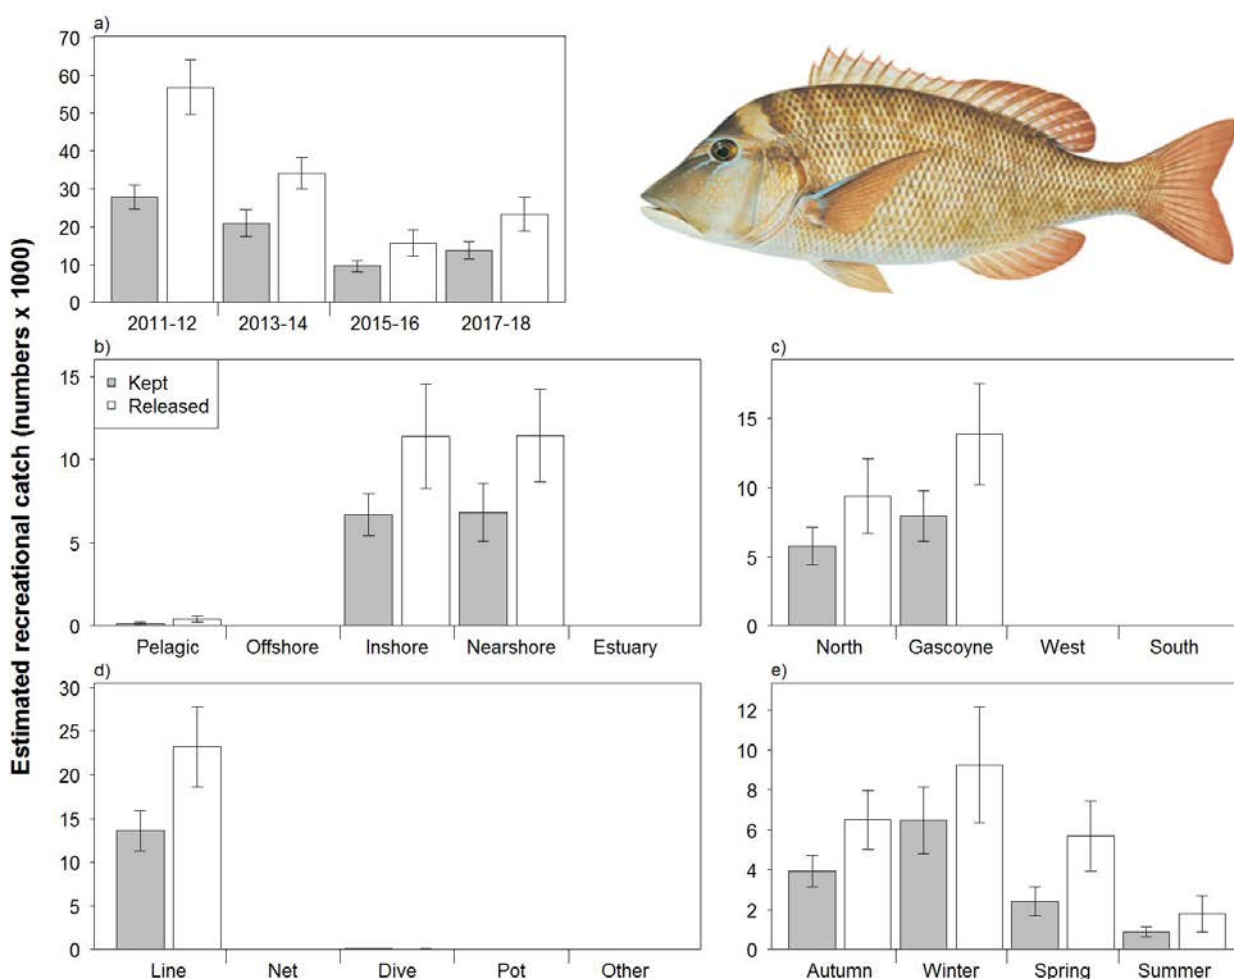 Estimated recreational catch (numbers x 1000)
a)
70
60
50
40
30
20
10
0
2011-12 2013-14 2015-16 2017-18
b)
Kept
Released
15
10
5
0
Pelagic Offshore Inshore Nearshore Estuary
c)
15
10
5
0
North Gascoyne West South
d)
30
25
20
15
10
5
0
Line Net Dive Pot Other
e)
12
10
8
6
4
2
0
Autumn Winter Spring Summer